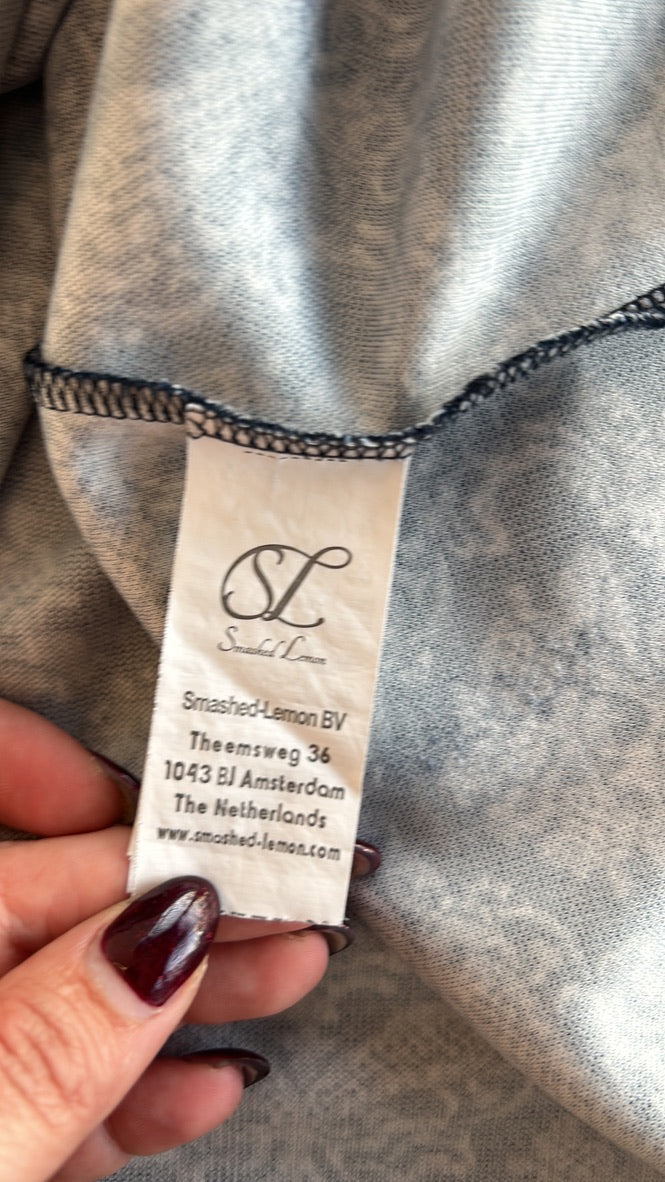 SL
Smashed Lemon
Smashed-Lemon BV
Theemsweg 36
1043 BJ Amsterdam
The Netherlands
www.smashed-lemon.com